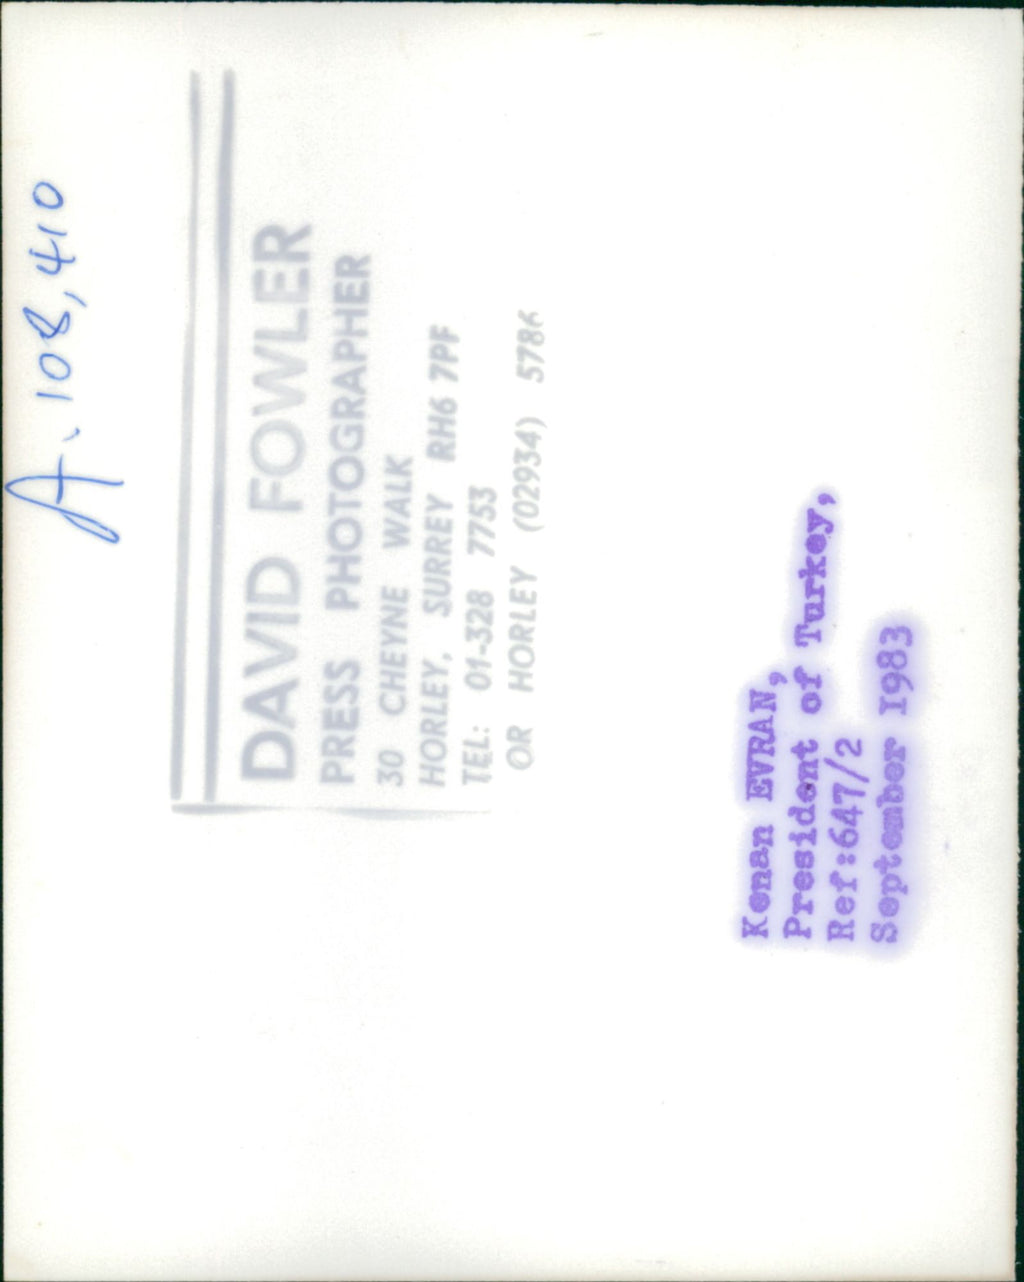 A. 108,410
DAVID FOWLER
PRESS PHOTOGRAPHER
30 CHEYNE WALK
HORLEY, SURREY RH6 7PF
TEL: 01-328 7753
OR HORLEY (02934) 5786
Kenan EVRAN,
President of Turkey,
Ref:647/2
September I983